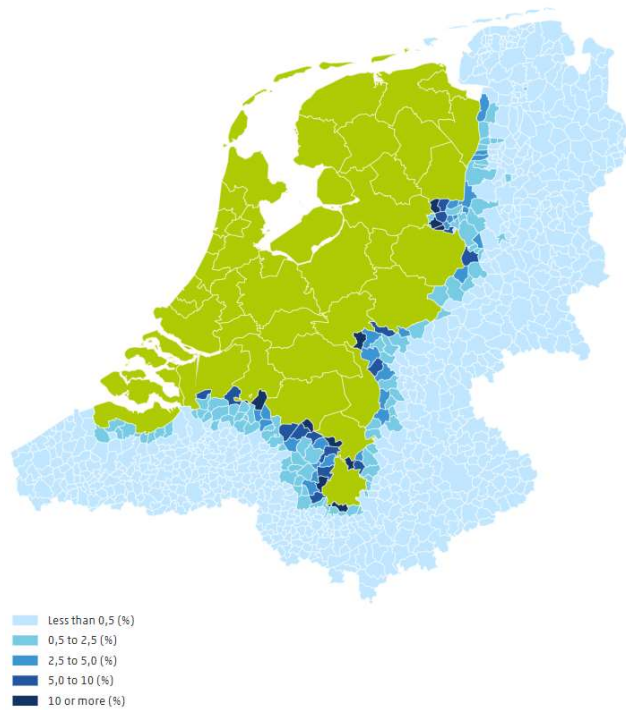 Less than 0,5 (%)
0,5 to 2,5 (%)
2,5 to 5,0 (%)
5,0 to 10 (%)
10 or more (%)